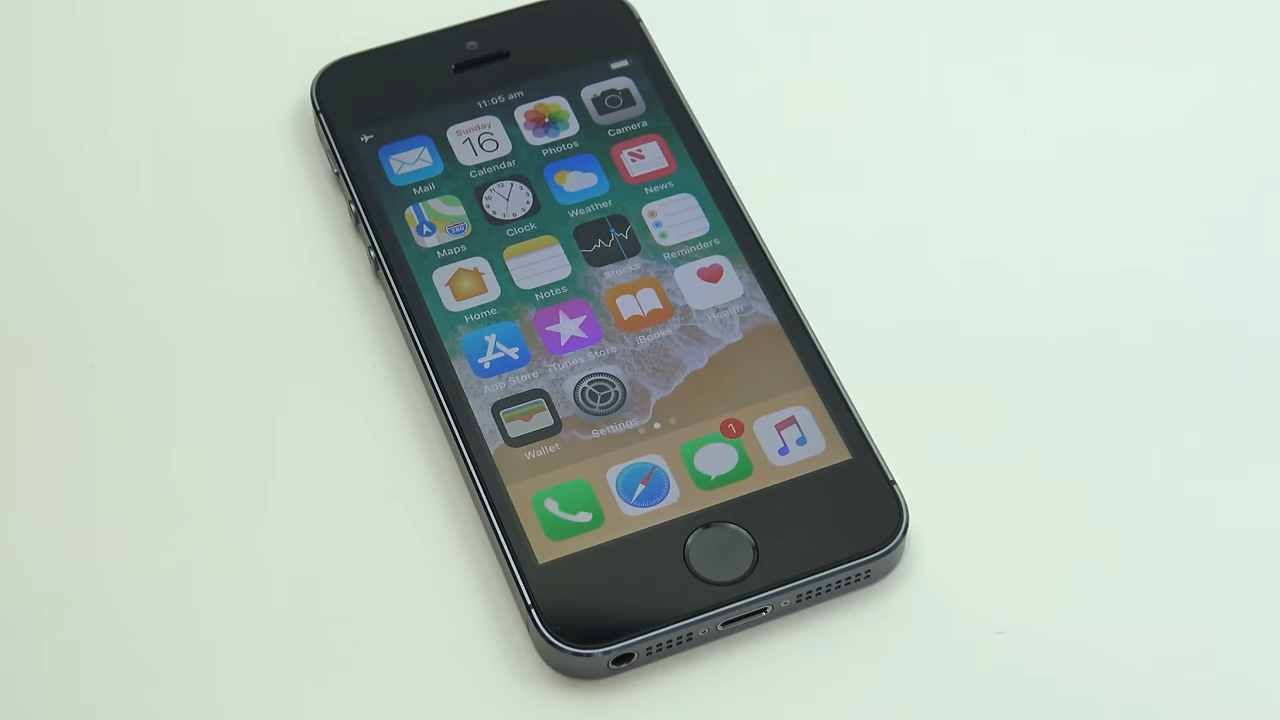 11:05 am
Mail
Sunday
16
Calendar
Photos
Camera
Maps
280
Clock
Weather
News
Home
Notes
Stocks
Reminders
App Store
iTunes Store
iBooks
Health
Wallet
Settings
1